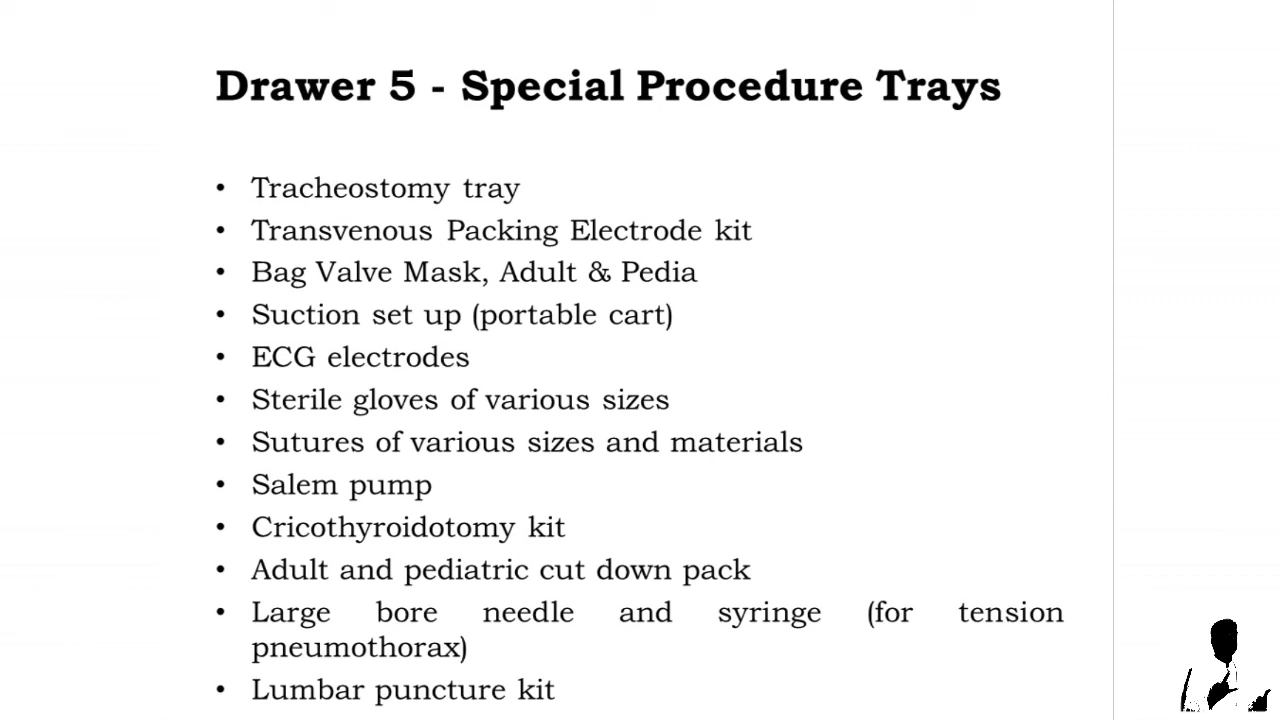 Drawer 5 - Special Procedure Trays
• Tracheostomy tray
• Transvenous Packing Electrode kit
• Bag Valve Mask, Adult & Pedia
• Suction set up (portable cart)
• ECG electrodes
• Sterile gloves of various sizes
• Sutures of various sizes and materials
• Salem pump
• Cricothyroidotomy kit
• Adult and pediatric cut down pack
• Large bore needle and syringe (for tension
pneumothorax)
• Lumbar puncture kit